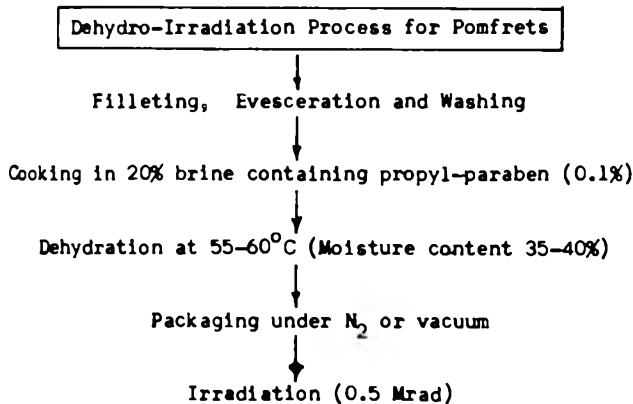 Dehydro-Irradiation Process for Pomfrets
Filleting, Evesceration and Washing
Cooking in 20% brine containing propyl-paraben (0.1%)
Dehydration at 55-60°C (Moisture content 35-40%)
Packaging under N₂ or vacuum
Irradiation (0.5 Mrad)